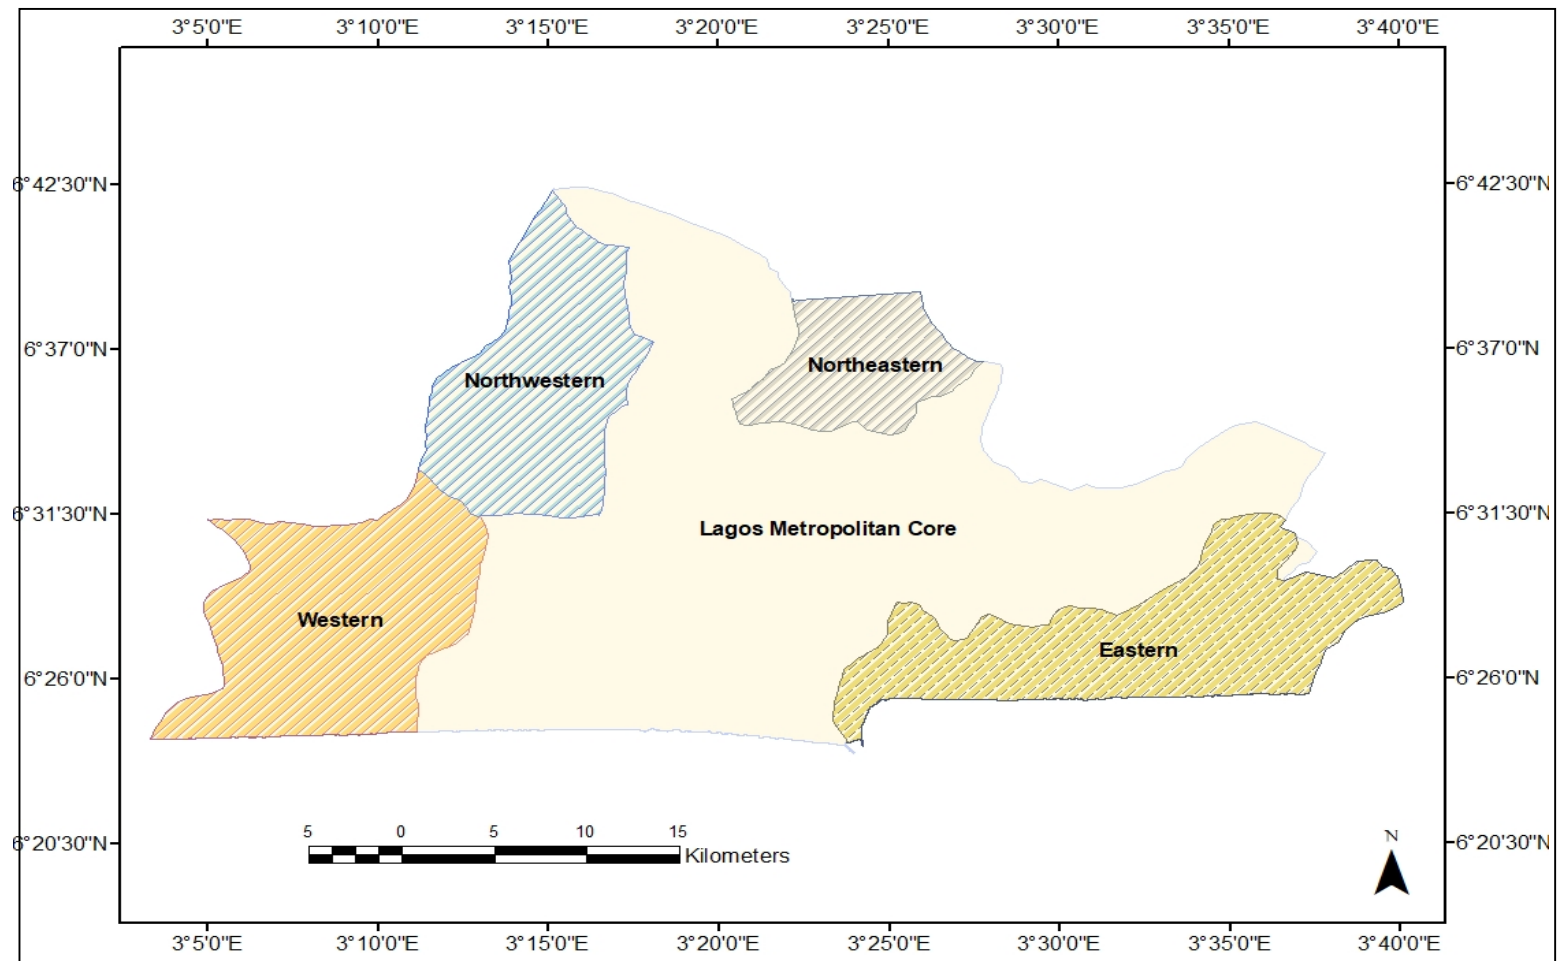 3°5'0"E 3°10'0"E 3°15'0"E 3°20'0"E 3°25'0"E 3°30'0"E 3°35'0"E 3°40'0"E
6°42'30"N 6°42'30"N
6°37'0"N 6°37'0"N
Northeastern
Northwestern
6°31'30"N 6°31'30"N
Lagos Metropolitan Core
Western
Eastern
6°26'0"N 6°26'0"N
5 0 5 10 15
Kilometers
N
6°20'30"N 6°20'30"N
3°5'0"E 3°10'0"E 3°15'0"E 3°20'0"E 3°25'0"E 3°30'0"E 3°35'0"E 3°40'0"E